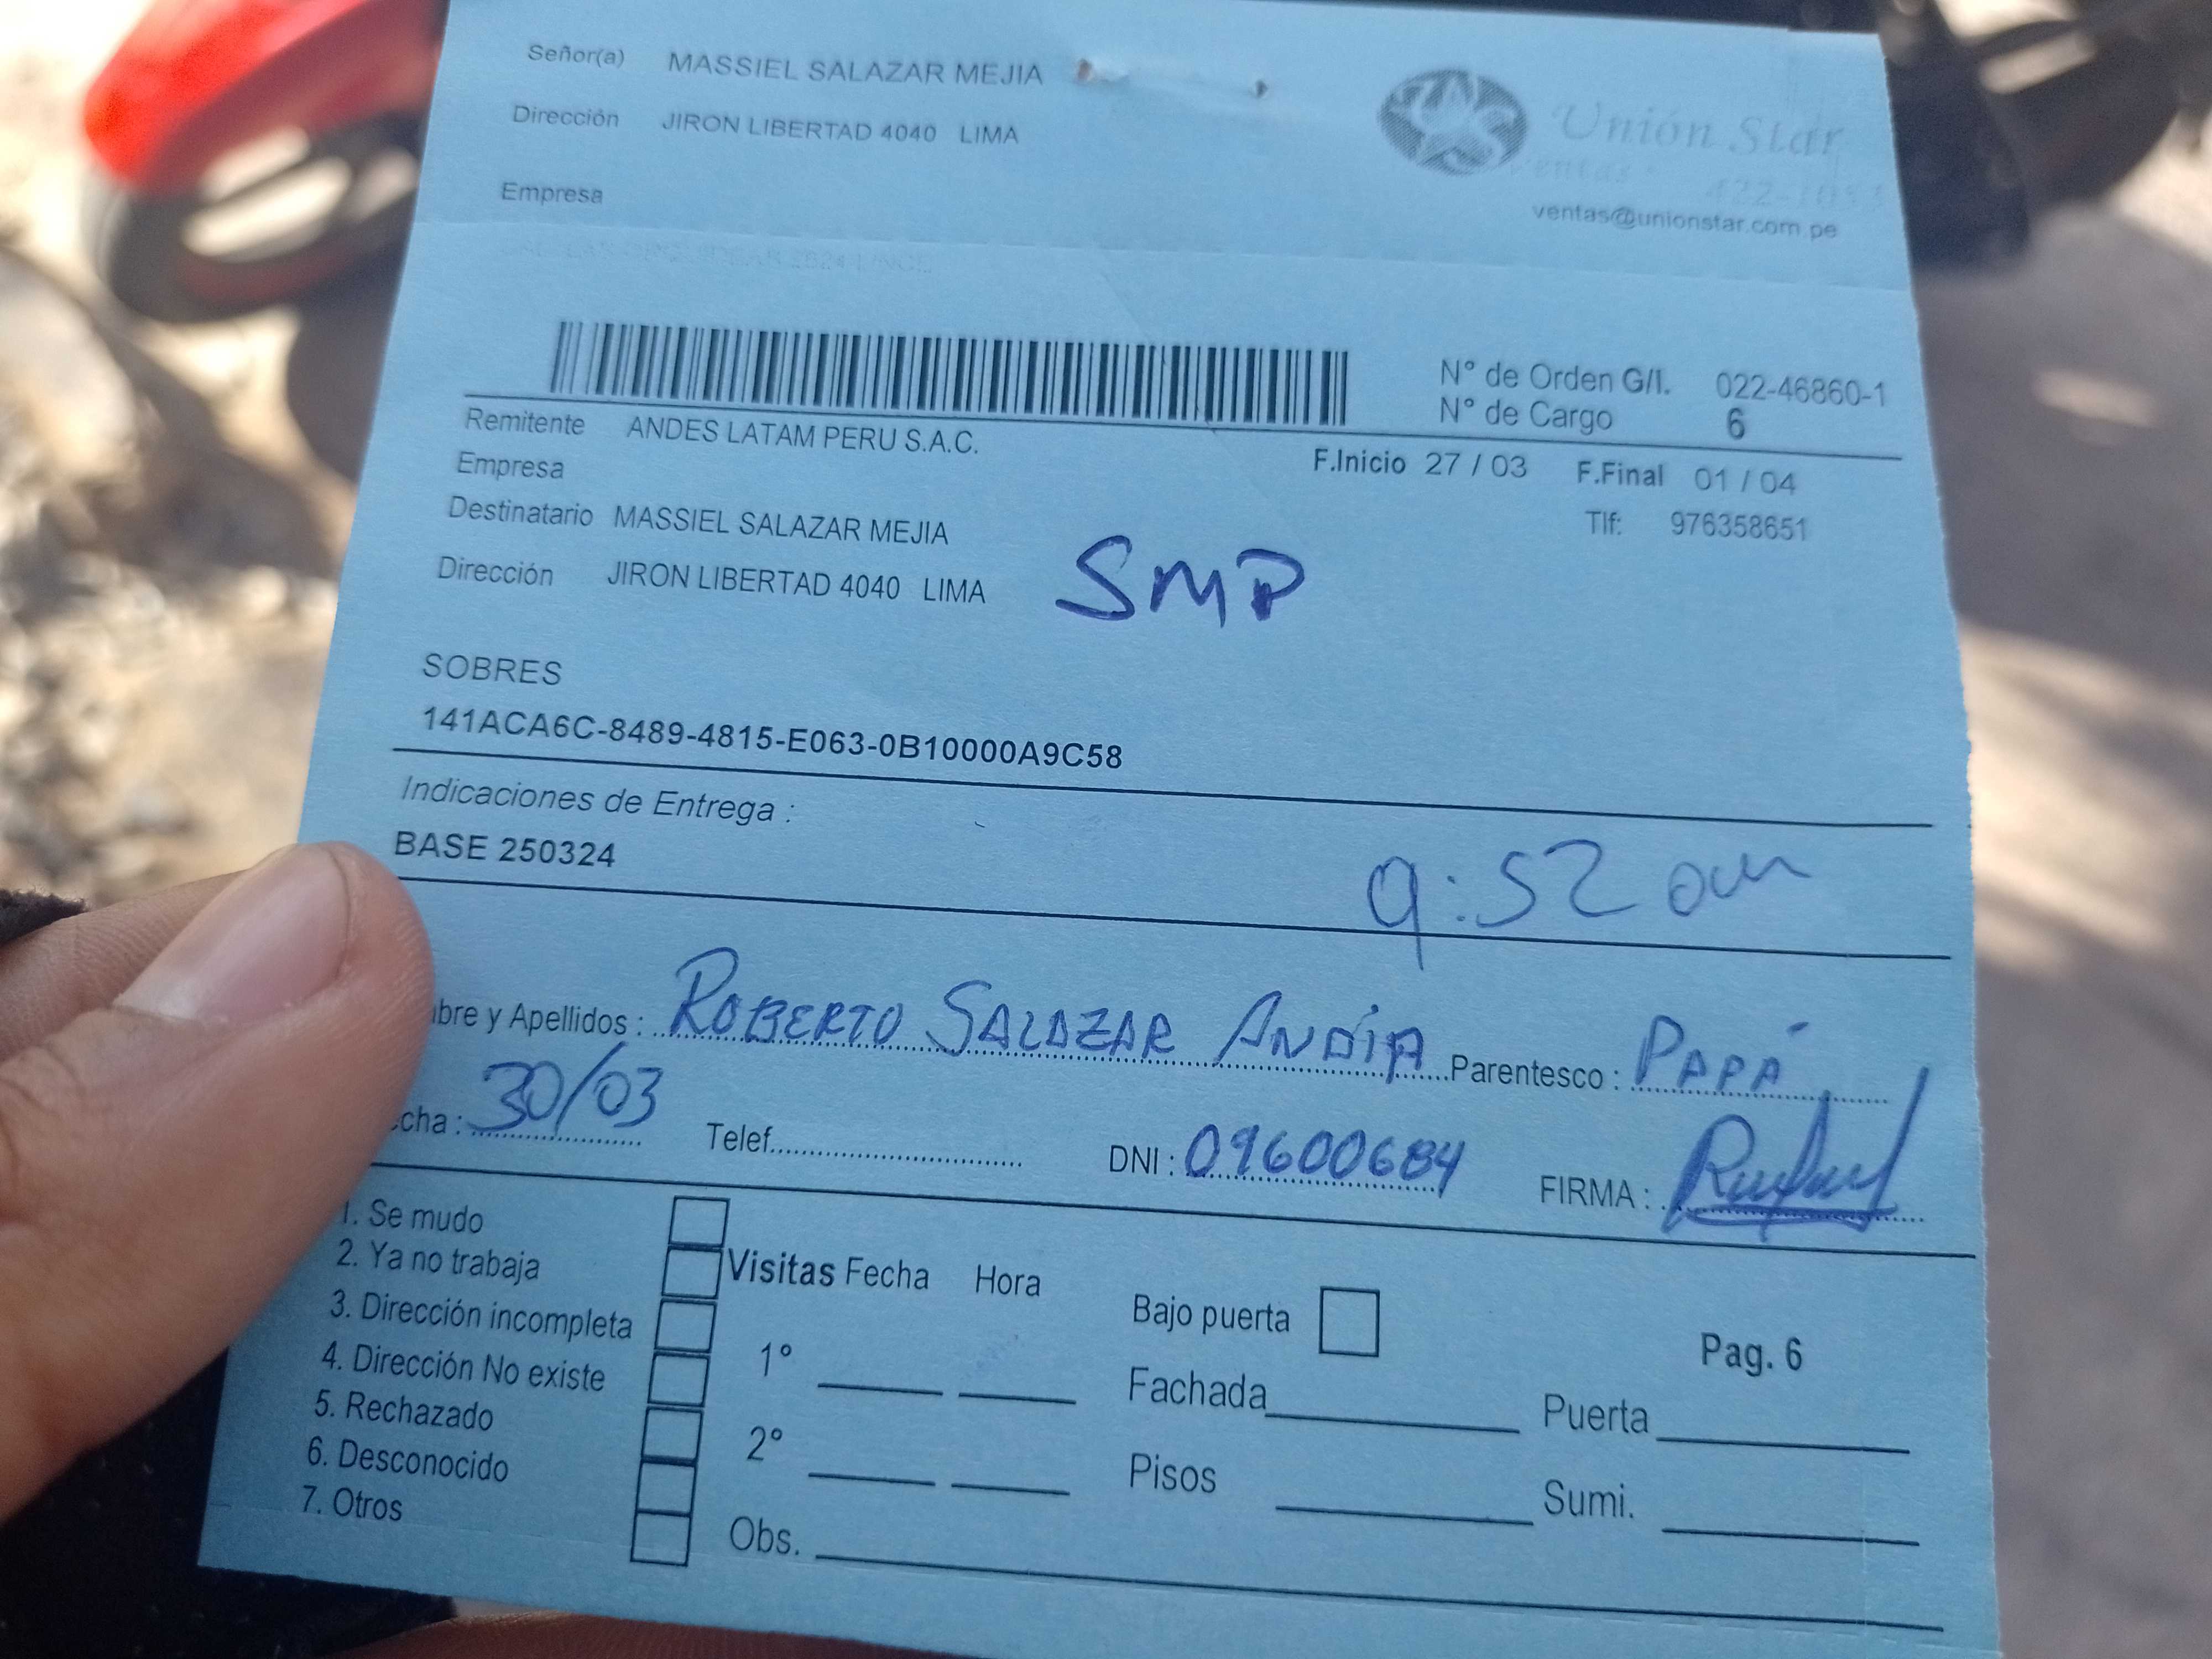 Señor(a) MASSIEL SALAZAR MEJIA
Dirección JIRON LIBERTAD 4040 LIMA
Empresa
Unión Star
ventas
ventas@unionstar.com.pe
N° de Orden G/I. 022-46860-1
N° de Cargo 6
Remitente ANDES LATAM PERU S.A.C.
Empresa
F.Inicio 27 / 03 F.Final 01 / 04
Destinatario MASSIEL SALAZAR MEJIA
Tlf: 976358651
Dirección JIRON LIBERTAD 4040 LIMA SMP
SOBRES
141ACA6C-8489-4815-E063-0B10000A9C58
Indicaciones de Entrega :
BASE 250324
9:52 am
bre y Apellidos : ROBERTO SALAZAR ANDÍA Parentesco : PAPÁ
cha : 30/03 Telef. DNI : 09600684 FIRMA :
1. Se mudo
2. Ya no trabaja
3. Dirección incompleta
4. Dirección No existe
5. Rechazado
6. Desconocido
7. Otros
Visitas Fecha Hora
1°
2°
Obs.
Bajo puerta
Pag. 6
Fachada Puerta
Pisos Sumi.